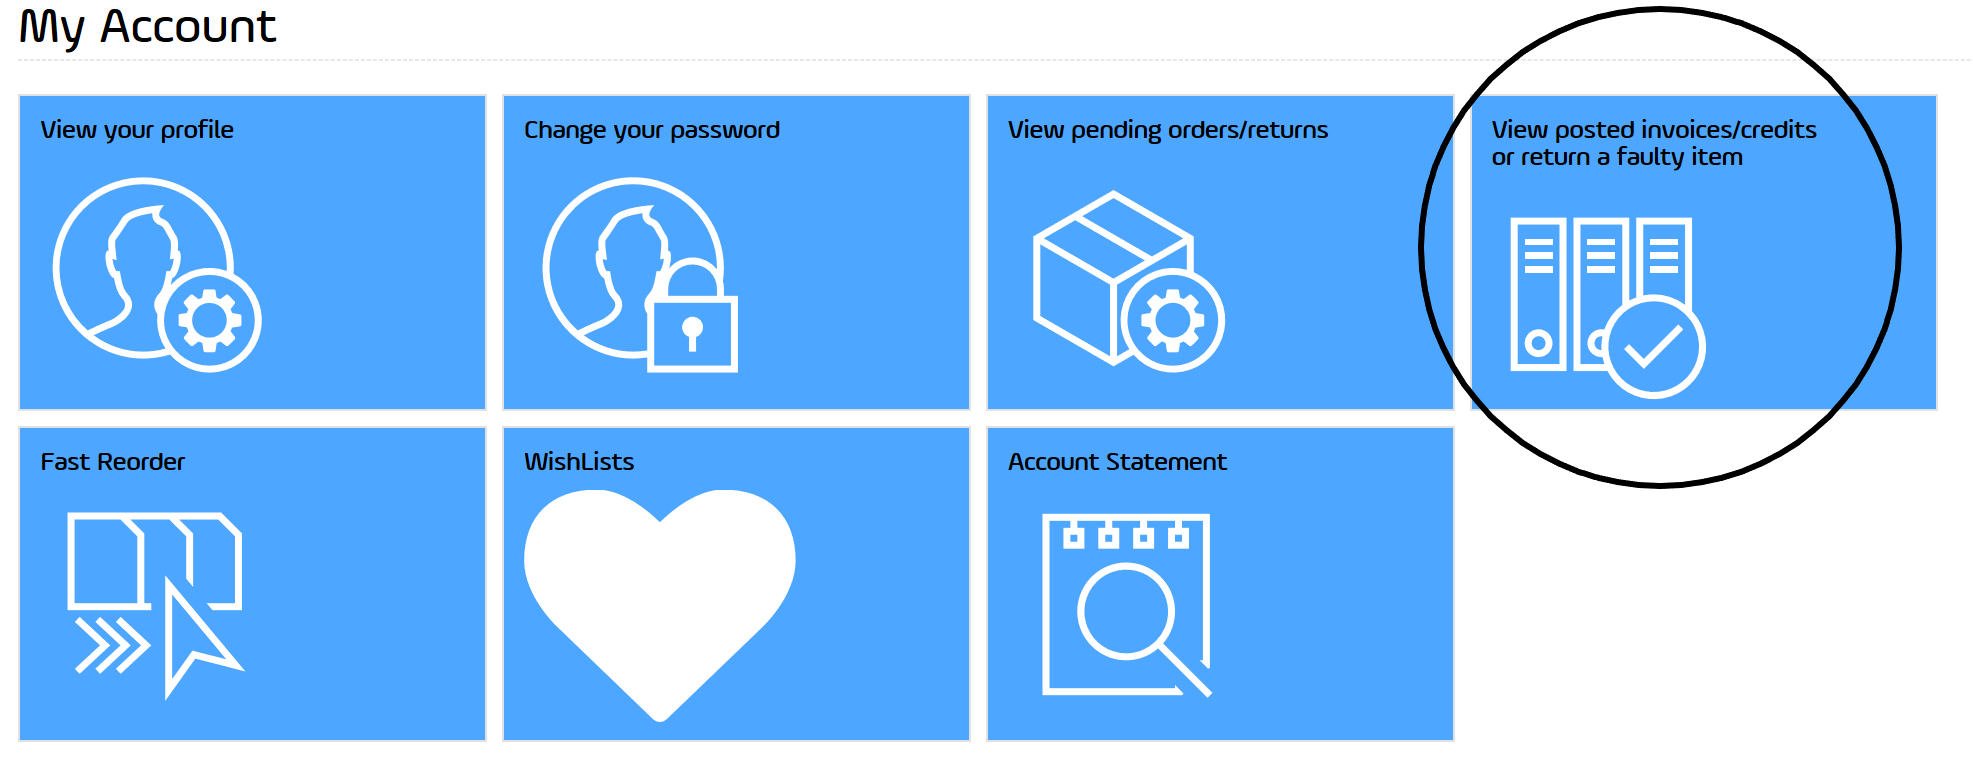 My Account
View your profile
Change your password
View pending orders/returns
View posted invoices/credits
or return a faulty item
Fast Reorder
WishLists
Account Statement